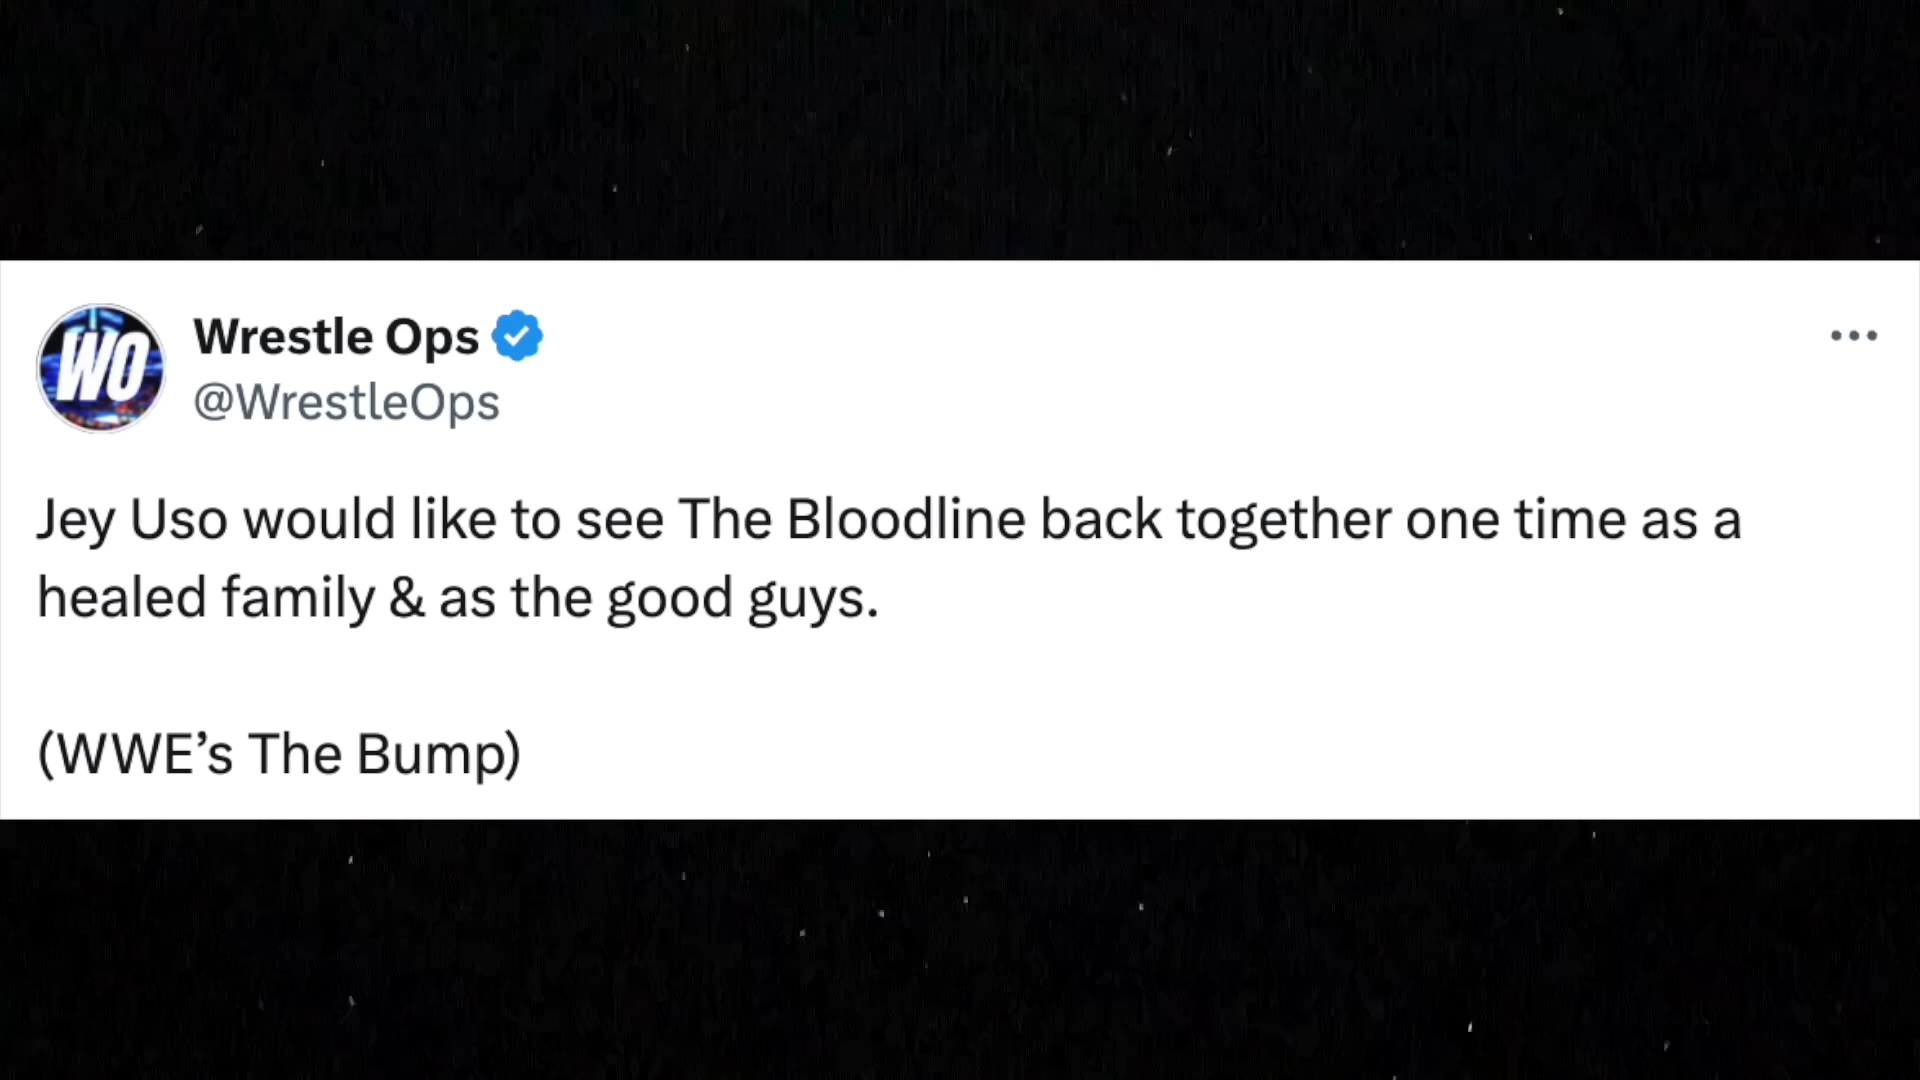 WO
Wrestle Ops
@WrestleOps
Jey Uso would like to see The Bloodline back together one time as a
healed family & as the good guys.
(WWE’s The Bump)